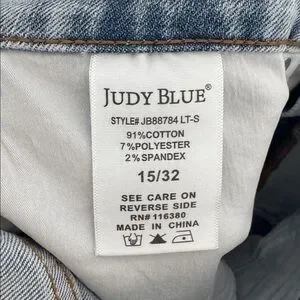 JUDY BLUE®
STYLE# JB88784 LT-S
91%COTTON
7%POLYESTER
2%SPANDEX
15/32
SEE CARE ON
REVERSE SIDE
RN# 116380
MADE IN CHINA